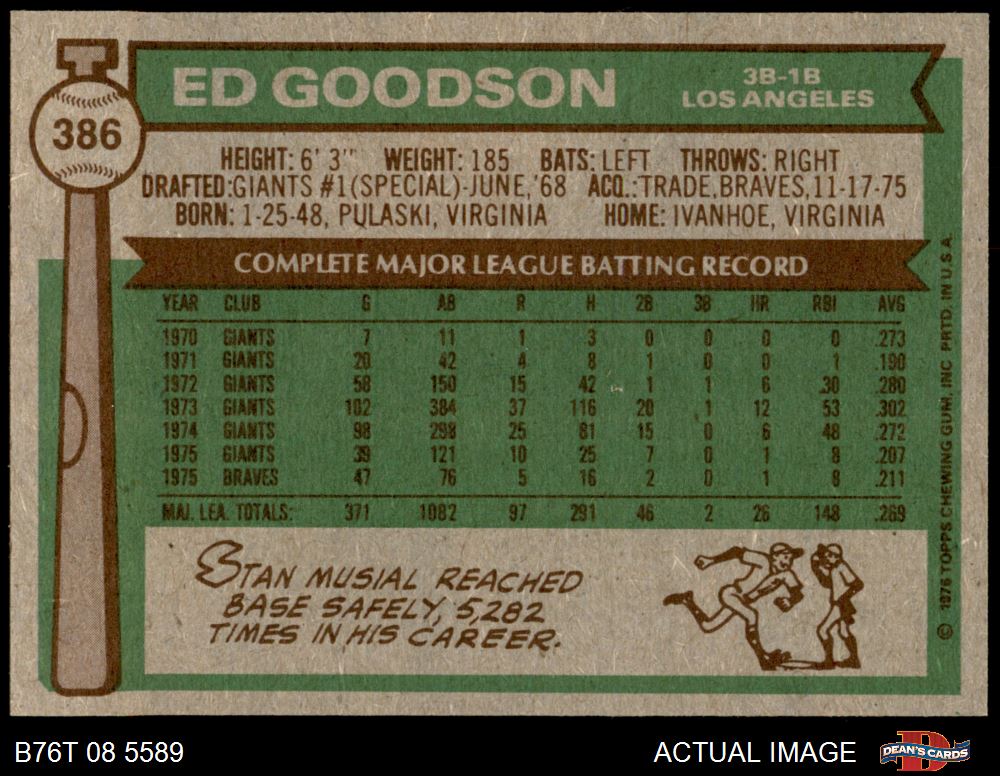 386
ED GOODSON
3B-1B
LOS ANGELES
HEIGHT: 6' 3" WEIGHT: 185 BATS: LEFT THROWS: RIGHT
DRAFTED: GIANTS #1 (SPECIAL)-JUNE, '68 ACQ.: TRADE, BRAVES, 11-17-75
BORN: 1-25-48, PULASKI, VIRGINIA HOME: IVANHOE, VIRGINIA
COMPLETE MAJOR LEAGUE BATTING RECORD
YEAR CLUB G AB R H 2B 3B HR RBI AVG
1970 GIANTS 7 11 1 3 0 0 0 0 .273
1971 GIANTS 20 42 4 8 1 0 0 1 .190
1972 GIANTS 58 150 15 42 1 1 6 30 .280
1973 GIANTS 102 384 37 116 20 1 12 53 .302
1974 GIANTS 98 298 25 81 15 0 6 48 .272
1975 GIANTS 39 121 10 25 7 0 1 8 .207
1975 BRAVES 47 76 5 16 2 0 1 8 .211
MAJ. LEA. TOTALS: 371 1082 97 291 46 2 26 148 .269
STAN MUSIAL REACHED
BASE SAFELY, 5,282
TIMES IN HIS CAREER.
© 1976 TOPPS CHEWING GUM, INC. PRTD. IN U.S.A.
B76T 08 5589
ACTUAL IMAGE
DEAN'S CARDS